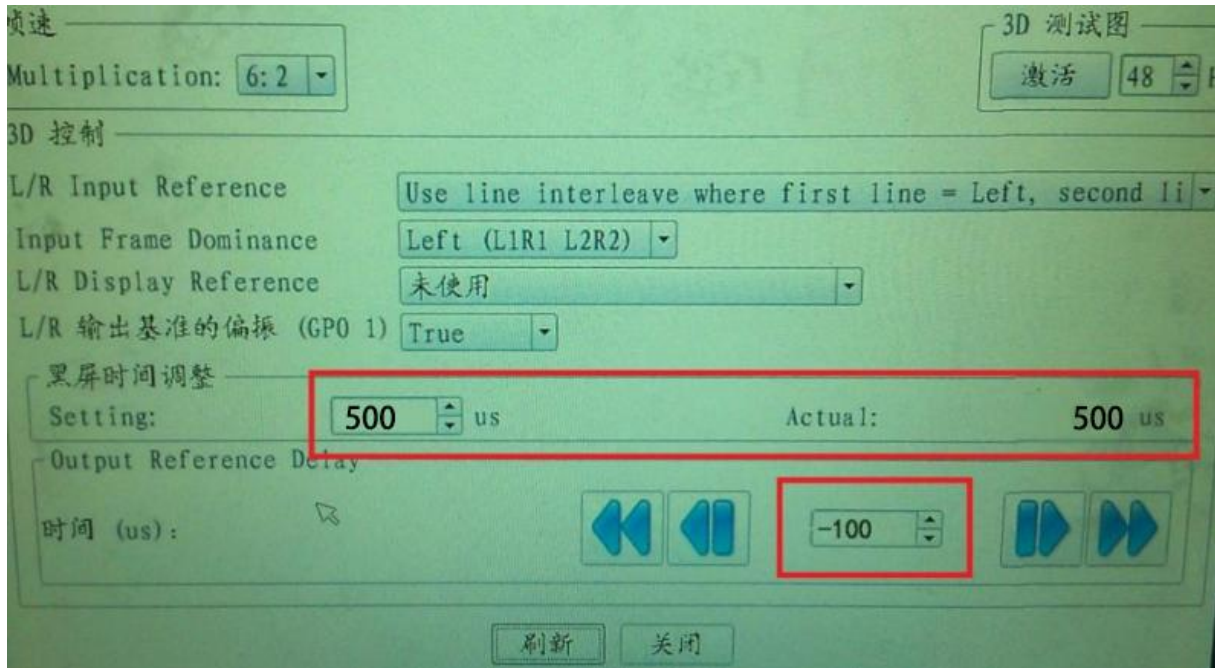 帧速
3D 测试图
Multiplication: 6:2
激活 48
3D 控制
L/R Input Reference Use line interleave where first line = Left, second li
Input Frame Dominance Left (L1R1 L2R2)
L/R Display Reference 未使用
L/R 输出基准的偏振 (GPO 1) True
黑屏时间调整
Setting: 500 us Actual: 500 us
Output Reference Delay
时间 (us): -100
刷新 关闭